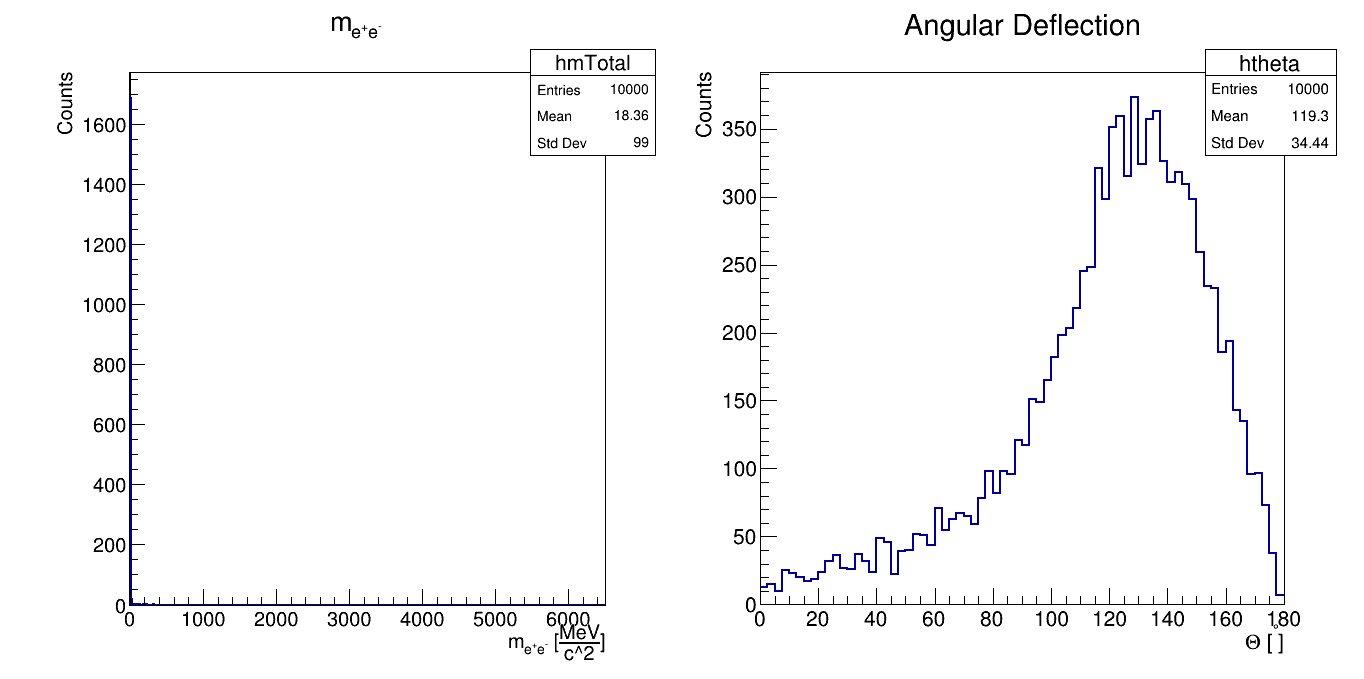 m_e⁺e⁻
hmTotal
Entries 10000
Mean 18.36
Std Dev 99
Counts
1600
1400
1200
1000
800
600
400
200
0
0 1000 2000 3000 4000 5000 6000
m_e⁺e⁻ [MeV/c^2]
Angular Deflection
htheta
Entries 10000
Mean 119.3
Std Dev 34.44
Counts
350
300
250
200
150
100
50
0
0 20 40 60 80 100 120 140 160 180
Θ [°]